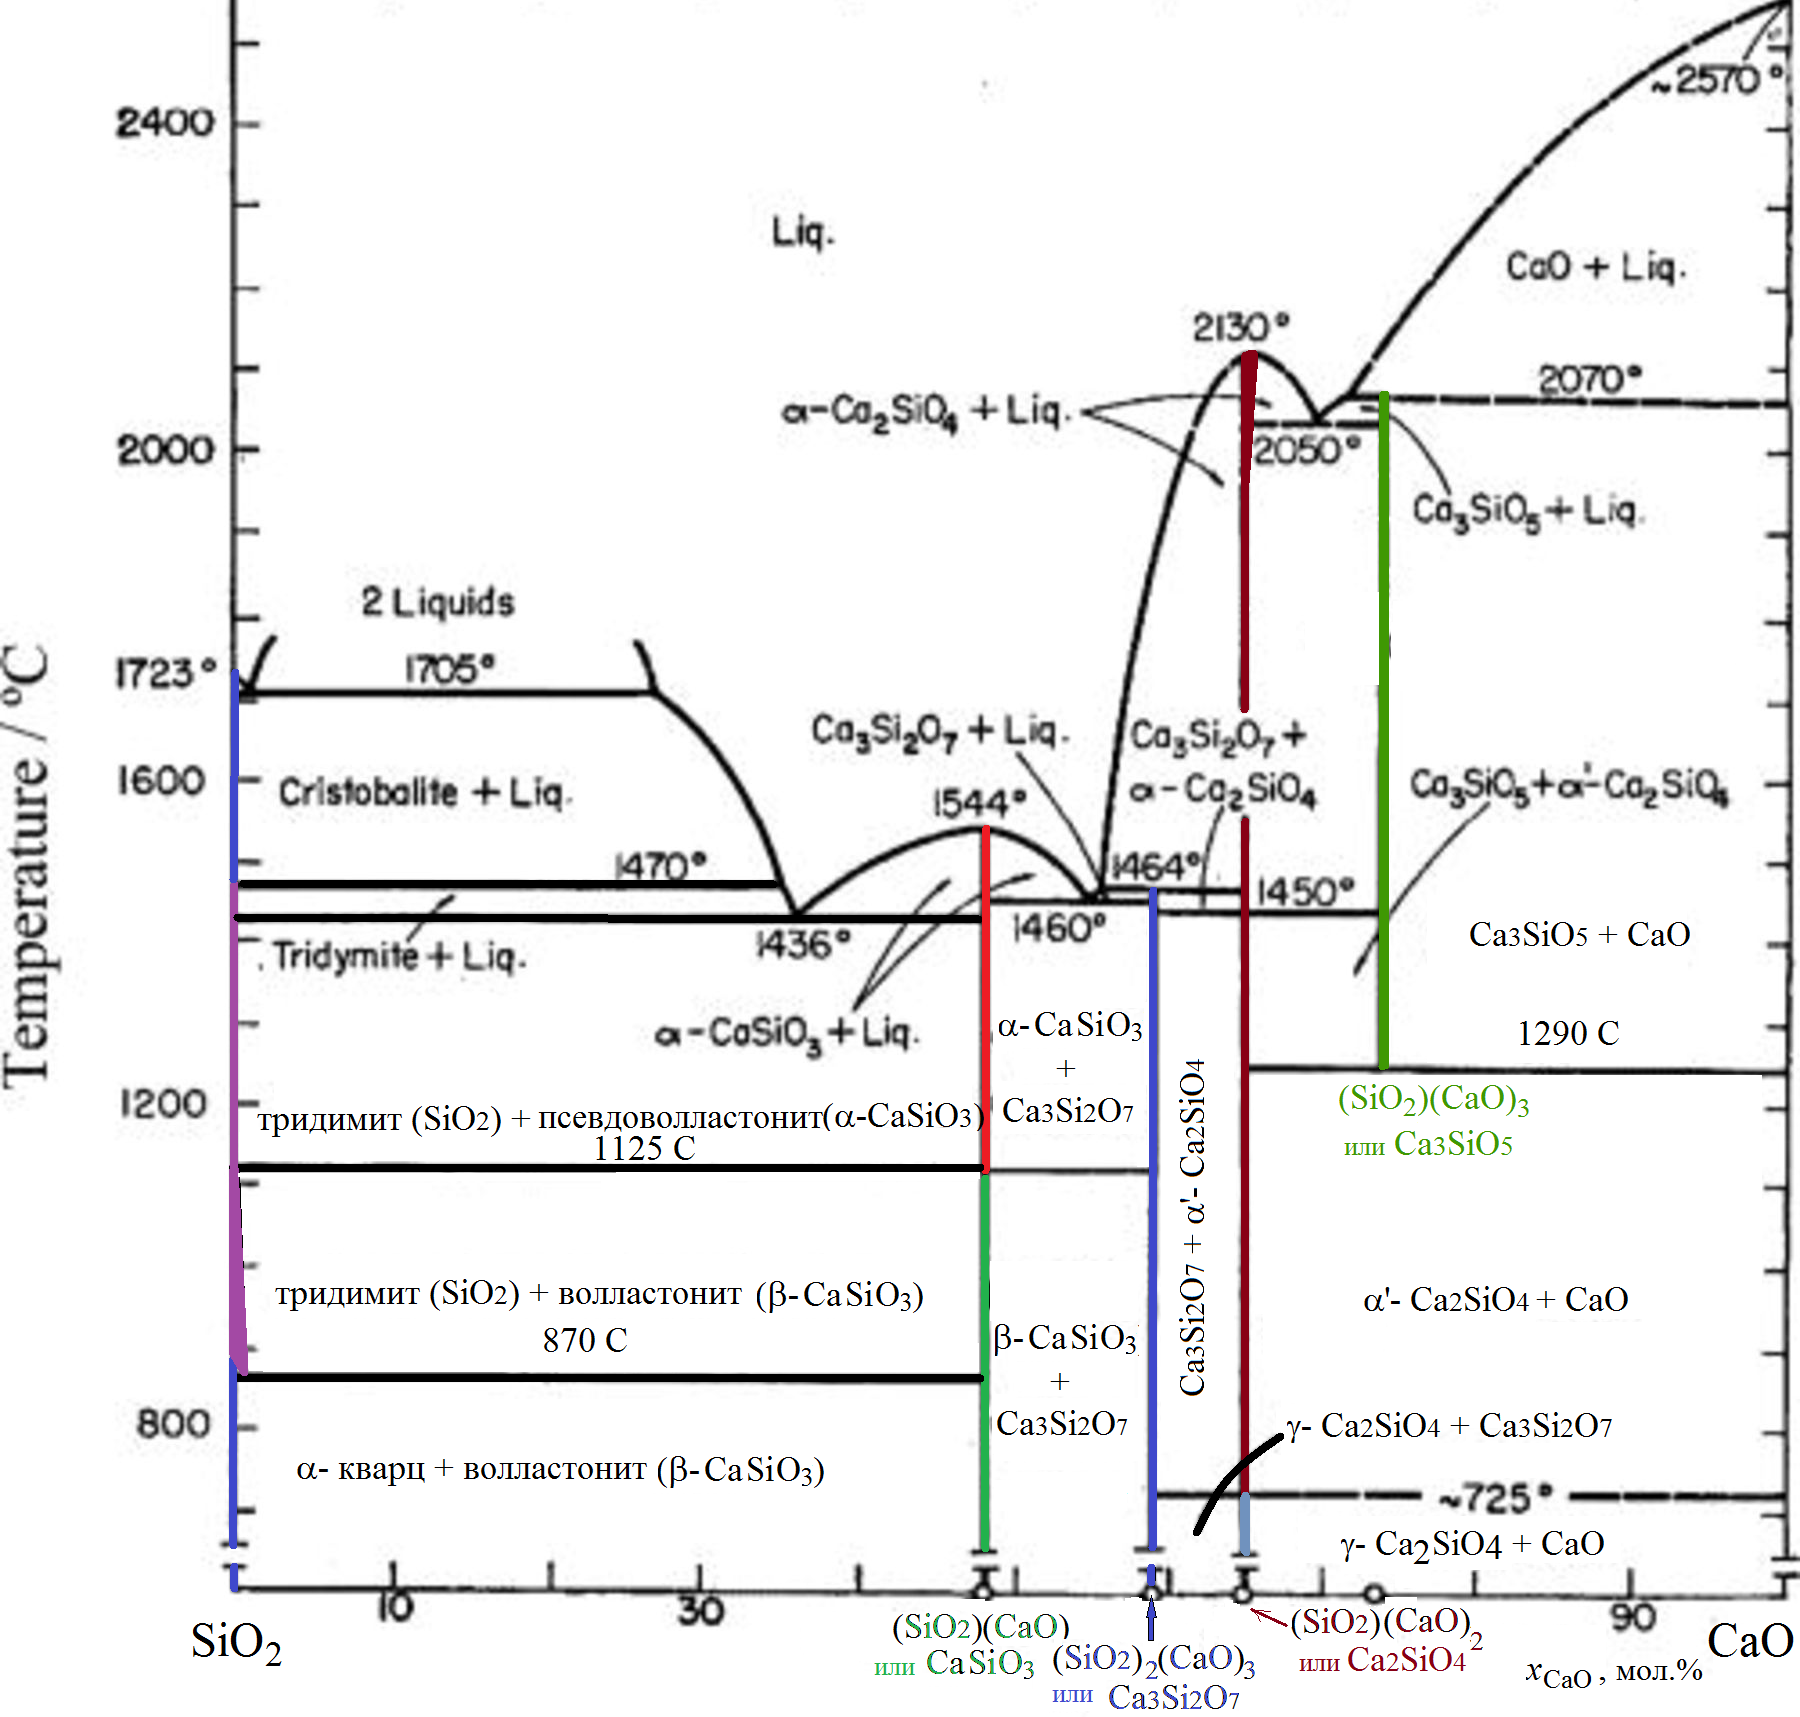 ~2570°
2400
Liq.
CaO + Liq.
2130°
2070°
α-Ca2SiO4 + Liq.
2000
2050°
Ca3SiO5 + Liq.
2 Liquids
1723°
1705°
Temperature / °C
Ca3Si2O7 + Liq.
Ca3Si2O7 +
α-Ca2SiO4
1600
Cristobalite + Liq.
1544°
Ca3SiO5+α'-Ca2SiO4
1470°
1464°
1450°
1436°
1460°
Tridymite + Liq.
Ca3SiO5 + CaO
α-CaSiO3 + Liq.
α-CaSiO3
+
Ca3Si2O7
1290 C
1200
тридимит (SiO2) + псевдоволластонит(α-CaSiO3)
1125 C
(SiO2)(CaO)3
или Ca3SiO5
Ca3Si2O7 + α'- Ca2SiO4
тридимит (SiO2) + волластонит (β-CaSiO3)
870 C
α'- Ca2SiO4 + CaO
β-CaSiO3
+
Ca3Si2O7
800
γ- Ca2SiO4 + Ca3Si2O7
α- кварц + волластонит (β-CaSiO3)
~725°
γ- Ca2SiO4 + CaO
10
30
90
SiO2
CaO
(SiO2)(CaO)
или CaSiO3
(SiO2)2(CaO)3
или Ca3Si2O7
(SiO2)(CaO)2
или Ca2SiO4
xCaO , мол.%